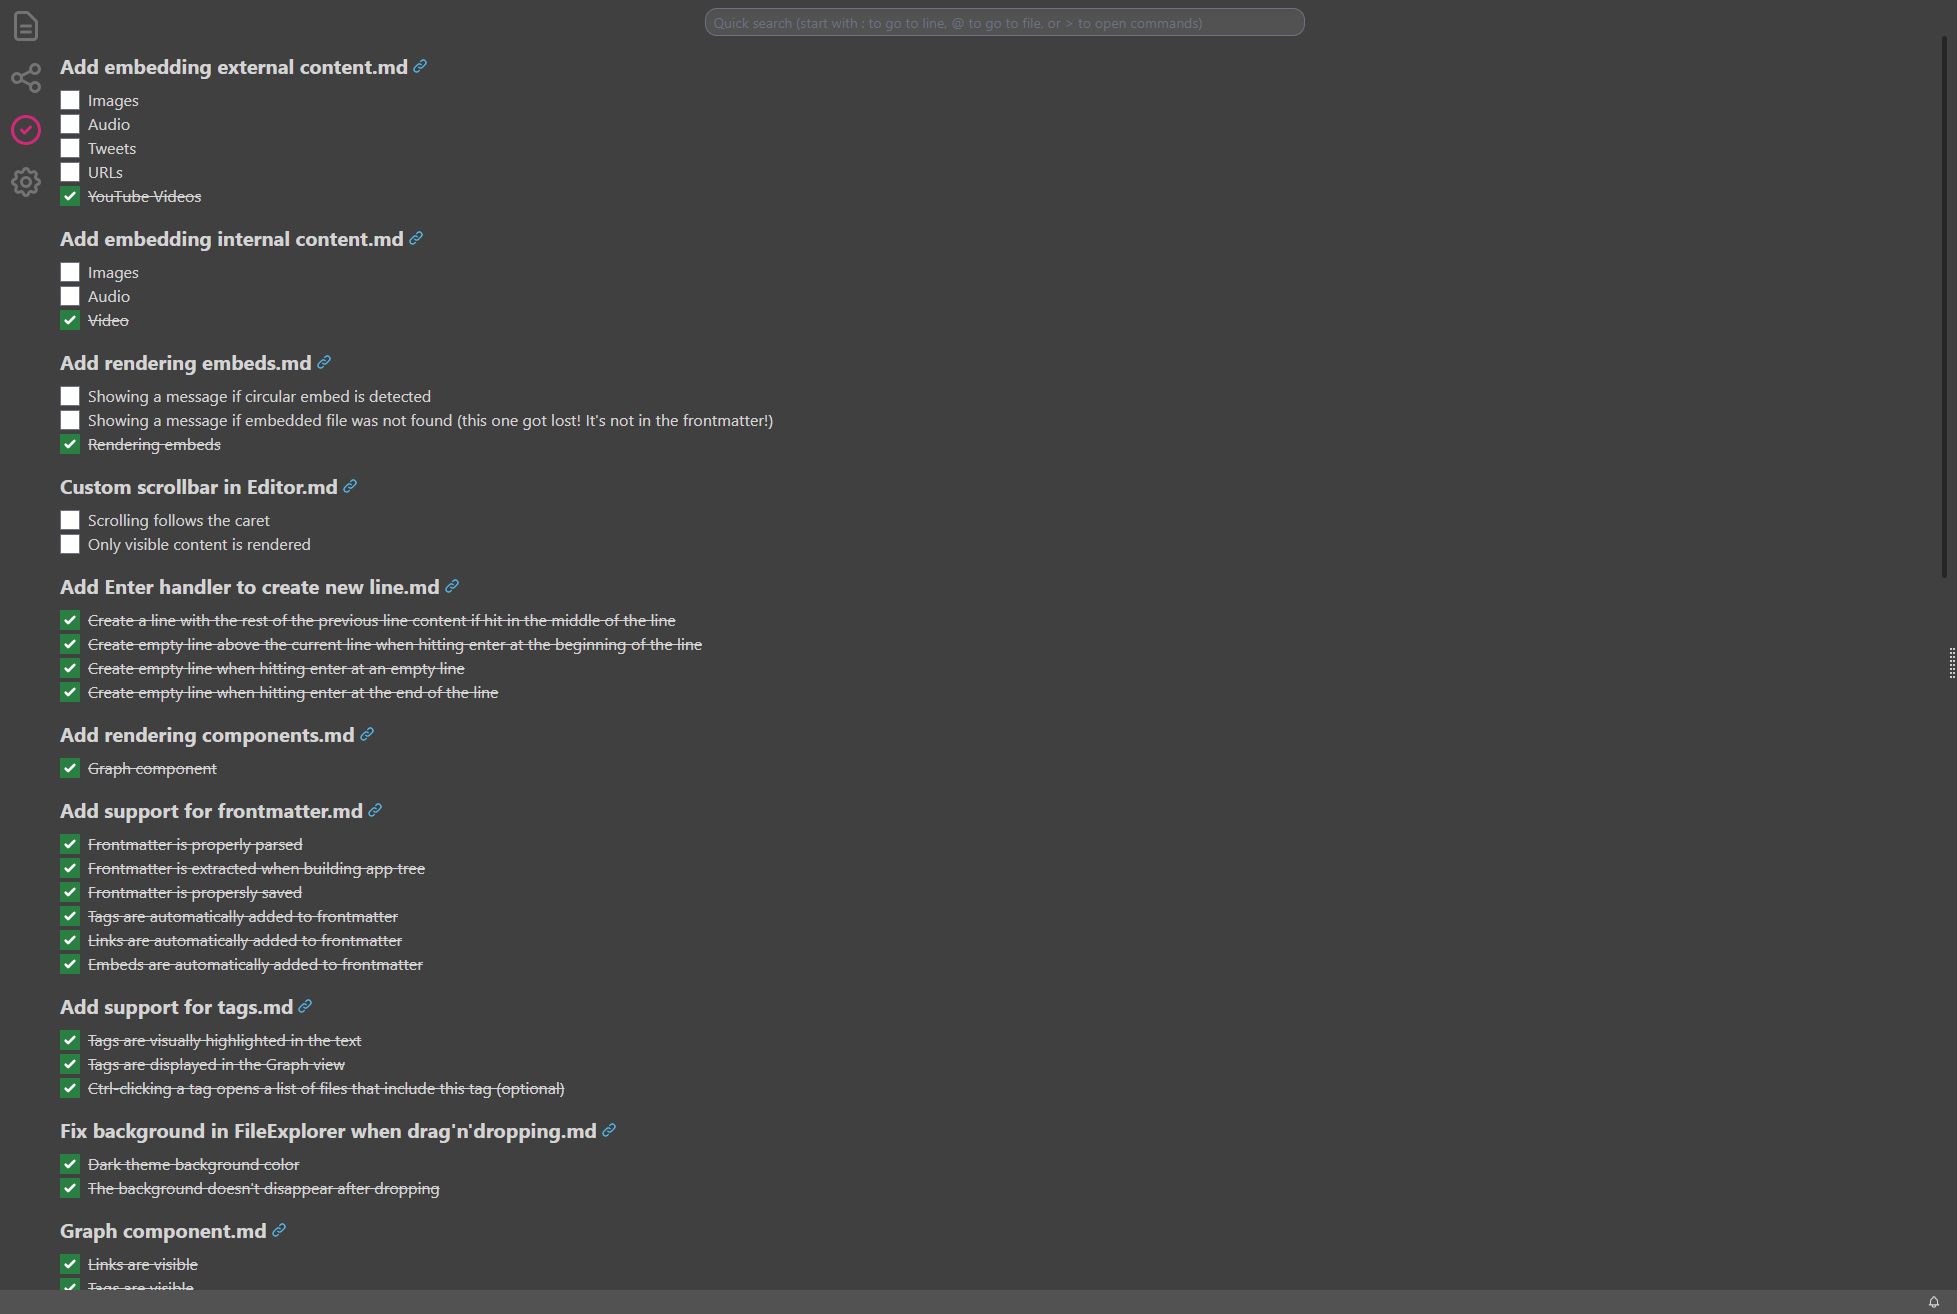 Quick search (start with : to go to line, @ to go to file, or > to open commands)
Add embedding external content.md
Images
Audio
Tweets
URLs
YouTube Videos
Add embedding internal content.md
Images
Audio
Video
Add rendering embeds.md
Showing a message if circular embed is detected
Showing a message if embedded file was not found (this one got lost! It's not in the frontmatter!)
Rendering embeds
Custom scrollbar in Editor.md
Scrolling follows the caret
Only visible content is rendered
Add Enter handler to create new line.md
Create a line with the rest of the previous line content if hit in the middle of the line
Create empty line above the current line when hitting enter at the beginning of the line
Create empty line when hitting enter at an empty line
Create empty line when hitting enter at the end of the line
Add rendering components.md
Graph component
Add support for frontmatter.md
Frontmatter is properly parsed
Frontmatter is extracted when building app tree
Frontmatter is propersly saved
Tags are automatically added to frontmatter
Links are automatically added to frontmatter
Embeds are automatically added to frontmatter
Add support for tags.md
Tags are visually highlighted in the text
Tags are displayed in the Graph view
Ctrl-clicking a tag opens a list of files that include this tag (optional)
Fix background in FileExplorer when drag'n'dropping.md
Dark theme background color
The background doesn't disappear after dropping
Graph component.md
Links are visible
Tags are visible